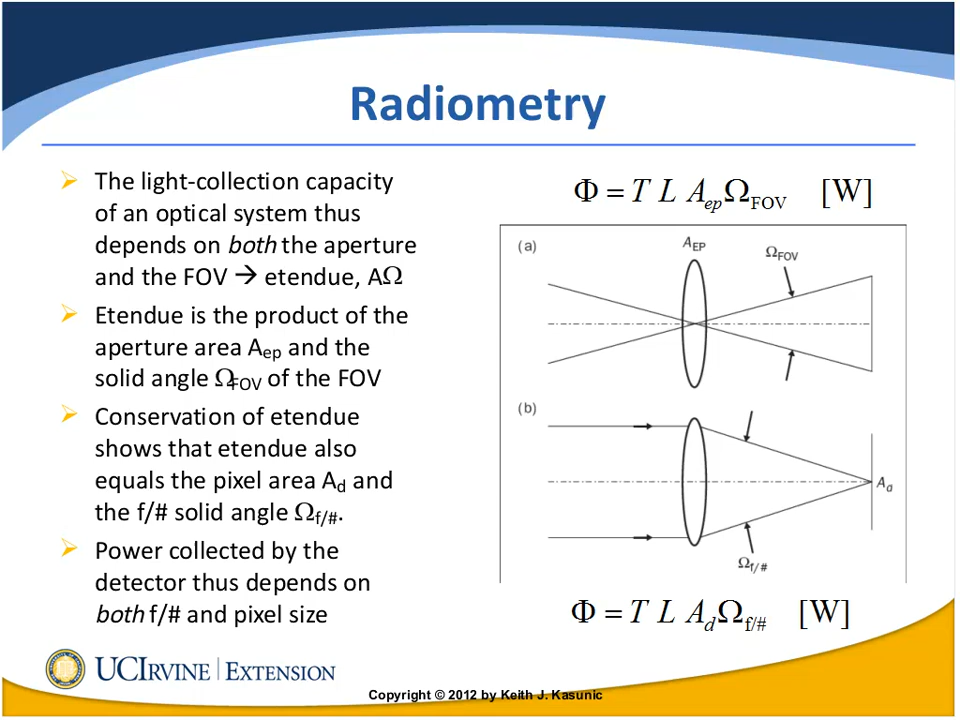 Radiometry
The light-collection capacity
of an optical system thus
depends on both the aperture
and the FOV → etendue, AΩ
Etendue is the product of the
aperture area Aep and the
solid angle ΩFOV of the FOV
Conservation of etendue
shows that etendue also
equals the pixel area Ad and
the f/# solid angle Ωf/#.
Power collected by the
detector thus depends on
both f/# and pixel size
Φ = T L Aep ΩFOV [W]
(a)
AEP
ΩFOV
(b)
Ad
Ωf/#
Φ = T L Ad Ωf/# [W]
UCIRVINE | EXTENSION
Copyright © 2012 by Keith J. Kasunic